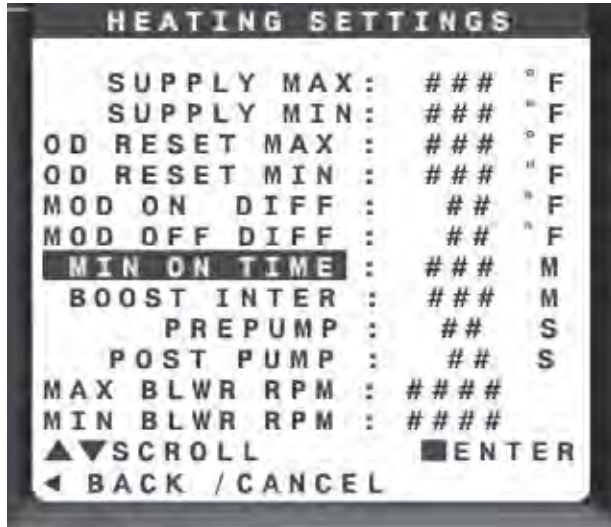 HEATING SETTINGS
SUPPLY MAX: ### °F
SUPPLY MIN: ### °F
OD RESET MAX : ### °F
OD RESET MIN : ### °F
MOD ON DIFF : ## °F
MOD OFF DIFF : ## °F
MIN ON TIME : ### M
BOOST INTER : ### M
PREPUMP : ## S
POST PUMP : ## S
MAX BLWR RPM : ####
MIN BLWR RPM : ####
▲▼SCROLL ■ENTER
◄ BACK /CANCEL